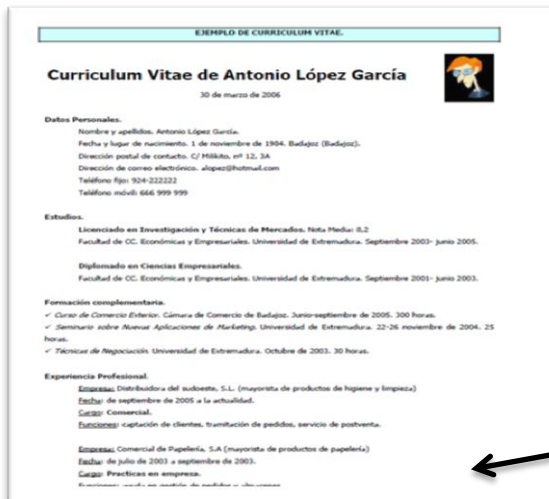 EJEMPLO DE CURRICULUM VITAE.
Curriculum Vitae de Antonio López García
30 de marzo de 2006
Datos Personales.
Nombre y apellidos. Antonio López García.
Fecha y lugar de nacimiento. 1 de noviembre de 1984. Badajoz (Badajoz).
Dirección postal de contacto. C/ Milikito, nº 12, 3A
Dirección de correo electrónico. alopez@hotmail.com
Teléfono fijo: 924-222222
Teléfono móvil: 666 999 999
Estudios.
Licenciado en Investigación y Técnicas de Mercados. Nota Media: 8,2
Facultad de CC. Económicas y Empresariales. Universidad de Extremadura. Septiembre 2003- junio 2005.
Diplomado en Ciencias Empresariales.
Facultad de CC. Económicas y Empresariales. Universidad de Extremadura. Septiembre 2001- junio 2003.
Formación complementaria.
✓ Curso de Comercio Exterior. Cámara de Comercio de Badajoz. Junio-septiembre de 2005. 300 horas.
✓ Seminario sobre Nuevas Aplicaciones de Marketing. Universidad de Extremadura. 22-26 noviembre de 2004. 25
horas.
✓ Técnicas de Negociación. Universidad de Extremadura. Octubre de 2003. 30 horas.
Experiencia Profesional.
Empresa: Distribuidora del sudoeste, S.L. (mayorista de productos de higiene y limpieza)
Fecha: de septiembre de 2005 a la actualidad.
Cargo: Comercial.
Funciones: captación de clientes, tramitación de pedidos, servicio de postventa.
Empresa: Comercial de Papelería, S.A (mayorista de productos de papelería)
Fecha: de julio de 2003 a septiembre de 2003.
Cargo: Practicas en empresa.